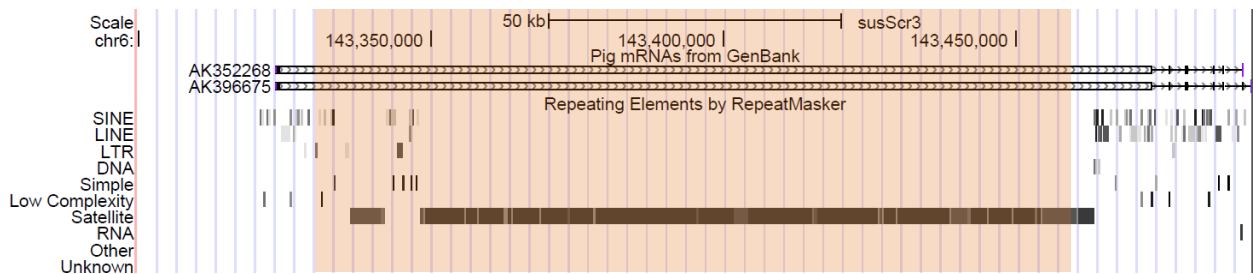 Scale 50 kb susScr3
chr6: 143,350,000 143,400,000 143,450,000
Pig mRNAs from GenBank
AK352268
AK396675
Repeating Elements by RepeatMasker
SINE
LINE
LTR
DNA
Simple
Low Complexity
Satellite
RNA
Other
Unknown